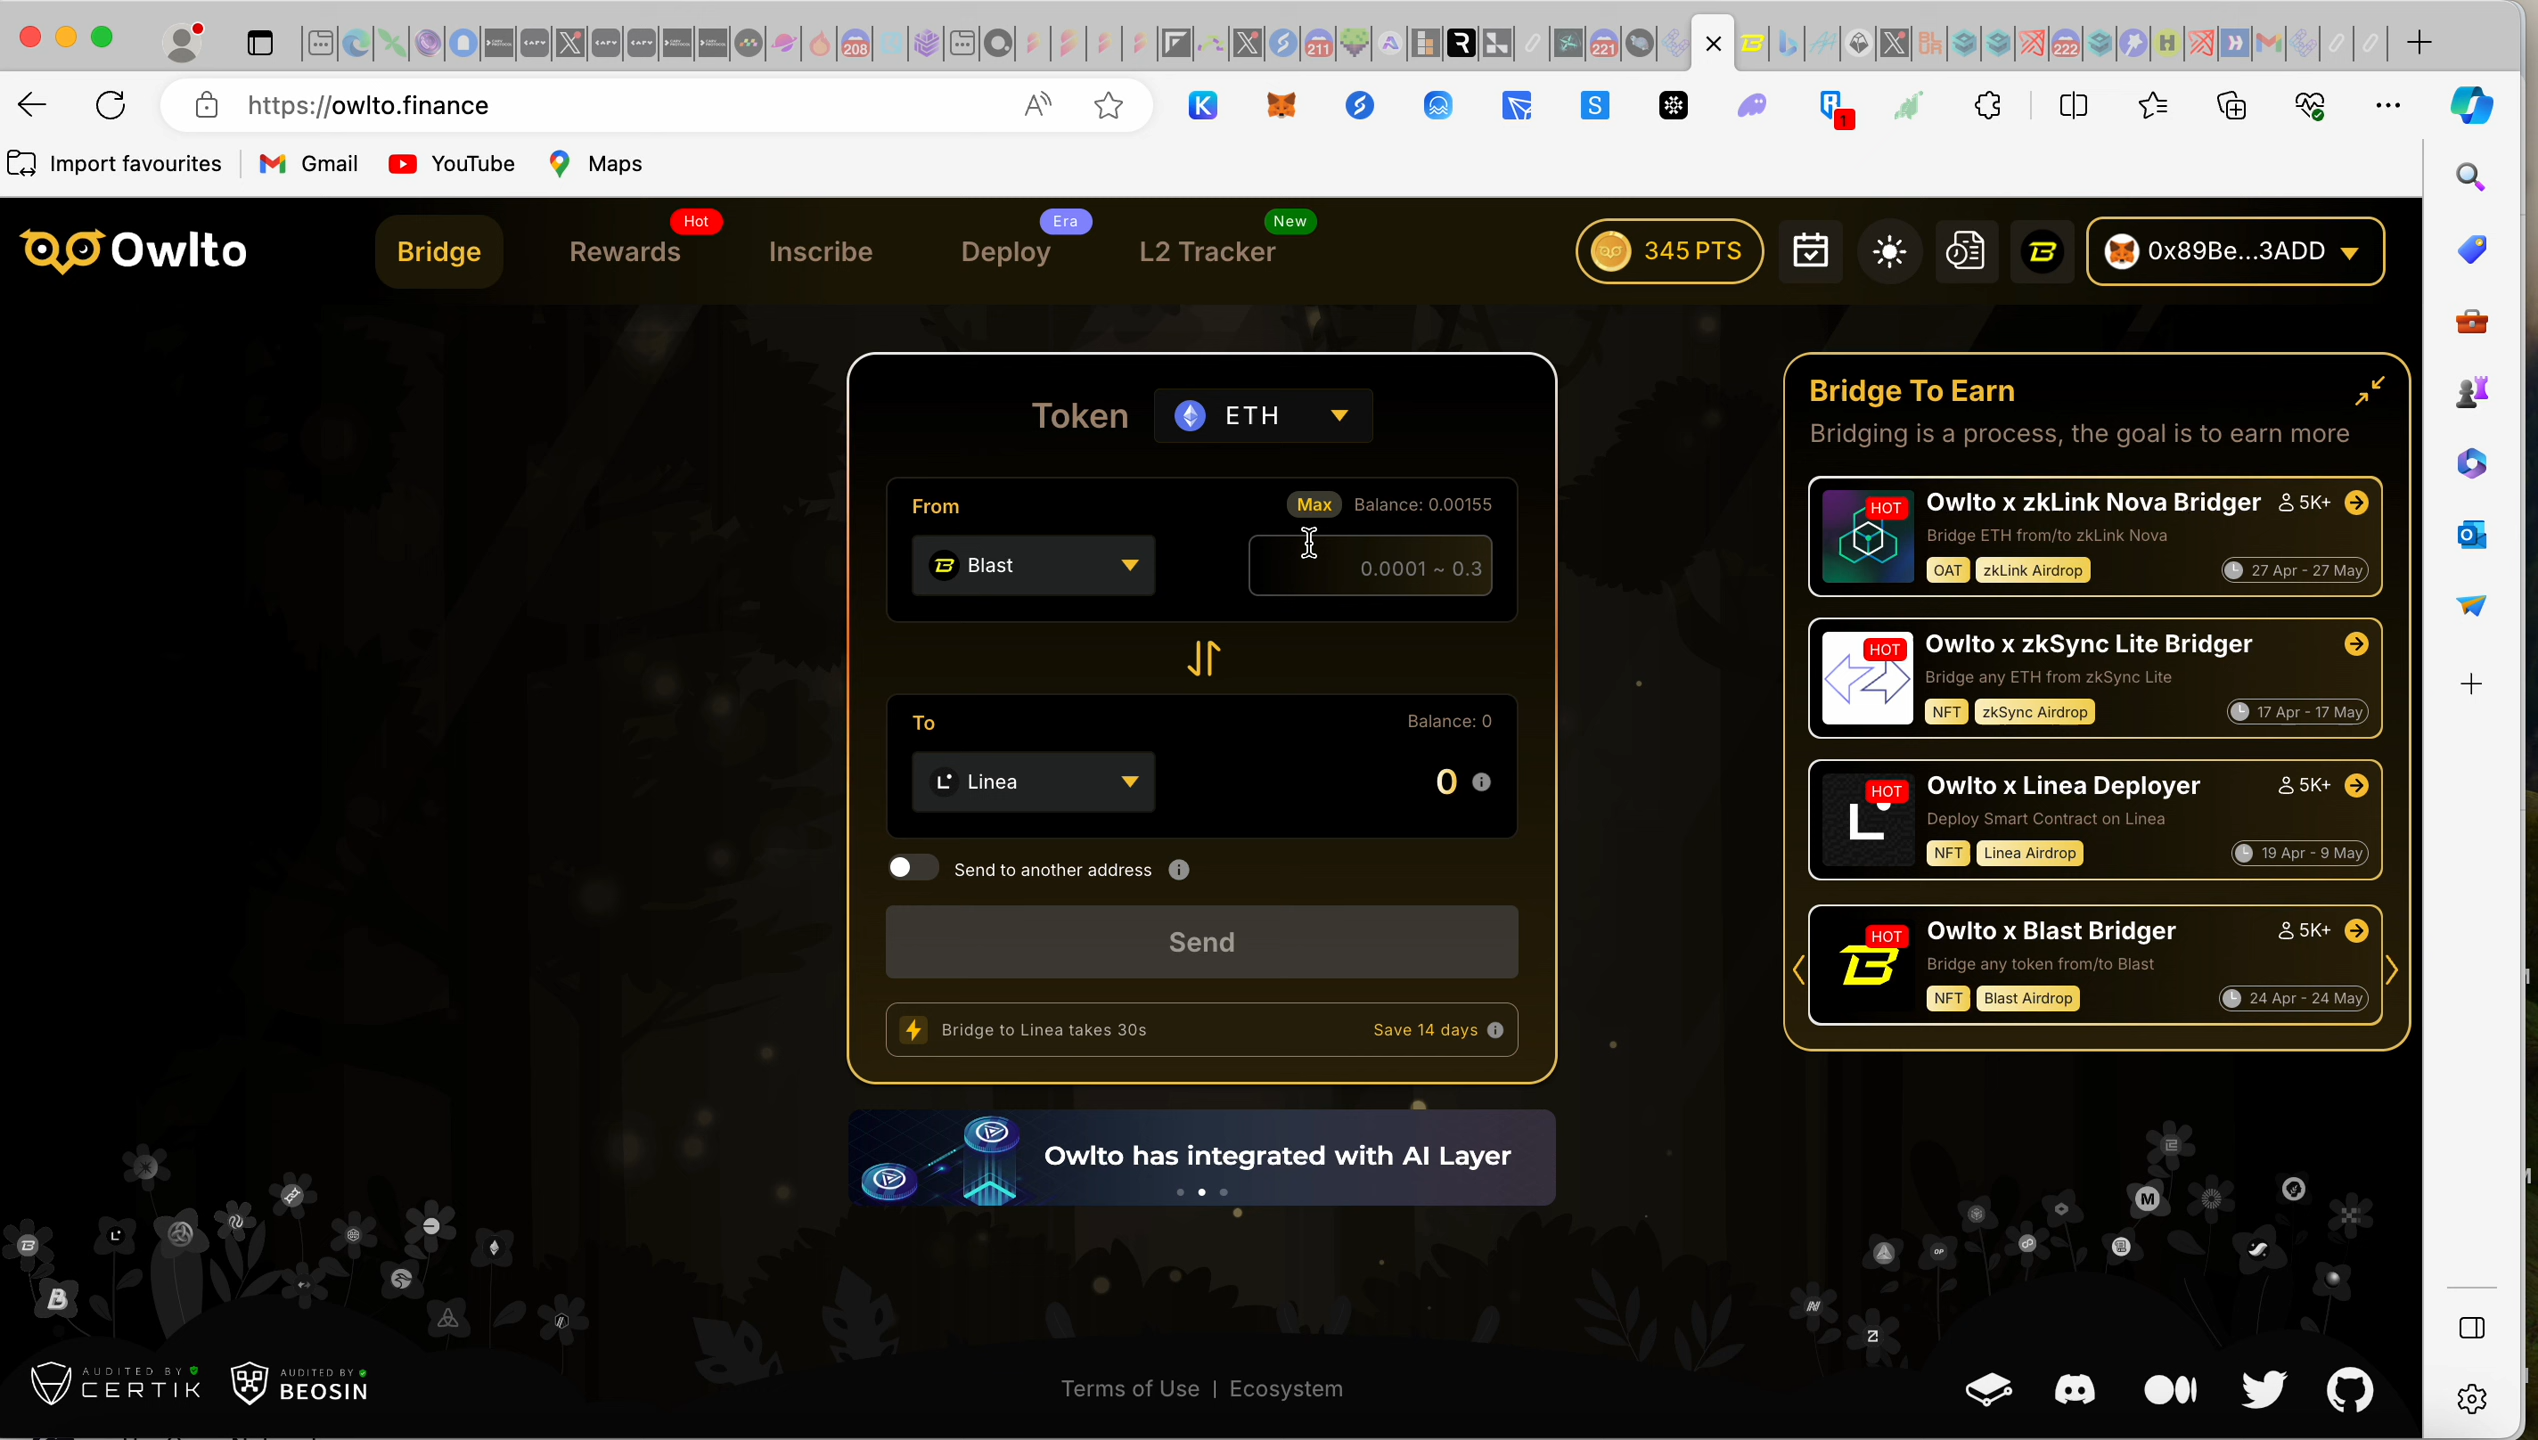 208
211
221
222
https://owlto.finance
1
Import favourites
Gmail
YouTube
Maps
Owlto
Bridge
Rewards
Hot
Inscribe
Deploy
Era
L2 Tracker
New
345 PTS
0x89Be...3ADD
Token
ETH
From
Max
Balance: 0.00155
Blast
0.0001 ~ 0.3
To
Balance: 0
Linea
0
Send to another address
Send
Bridge to Linea takes 30s
Save 14 days
Owlto has integrated with AI Layer
Bridge To Earn
Bridging is a process, the goal is to earn more
HOT
Owlto x zkLink Nova Bridger
5K+
Bridge ETH from/to zkLink Nova
OAT
zkLink Airdrop
27 Apr - 27 May
HOT
Owlto x zkSync Lite Bridger
Bridge any ETH from zkSync Lite
NFT
zkSync Airdrop
17 Apr - 17 May
HOT
Owlto x Linea Deployer
5K+
Deploy Smart Contract on Linea
NFT
Linea Airdrop
19 Apr - 9 May
HOT
Owlto x Blast Bridger
5K+
Bridge any token from/to Blast
NFT
Blast Airdrop
24 Apr - 24 May
AUDITED BY
CERTIK
AUDITED BY
BEOSIN
Terms of Use | Ecosystem